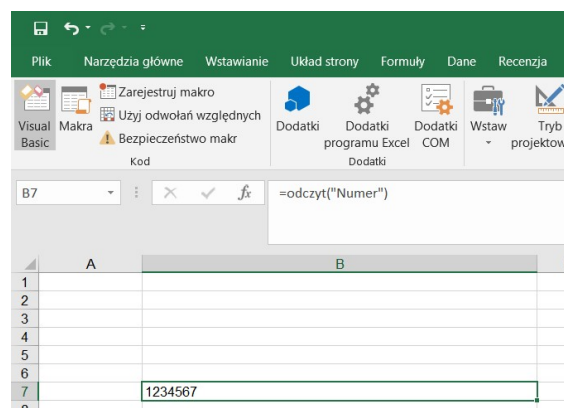 Plik Narzędzia główne Wstawianie Układ strony Formuły Dane Recenzja
Visual Basic
Makra
Zarejestruj makro
Użyj odwołań względnych
Bezpieczeństwo makr
Kod
Dodatki
Dodatki
programu Excel
Dodatki
COM
Dodatki
Wstaw
Tryb
projektow
B7 fx =odczyt("Numer")
A B
1
2
3
4
5
6
7 1234567